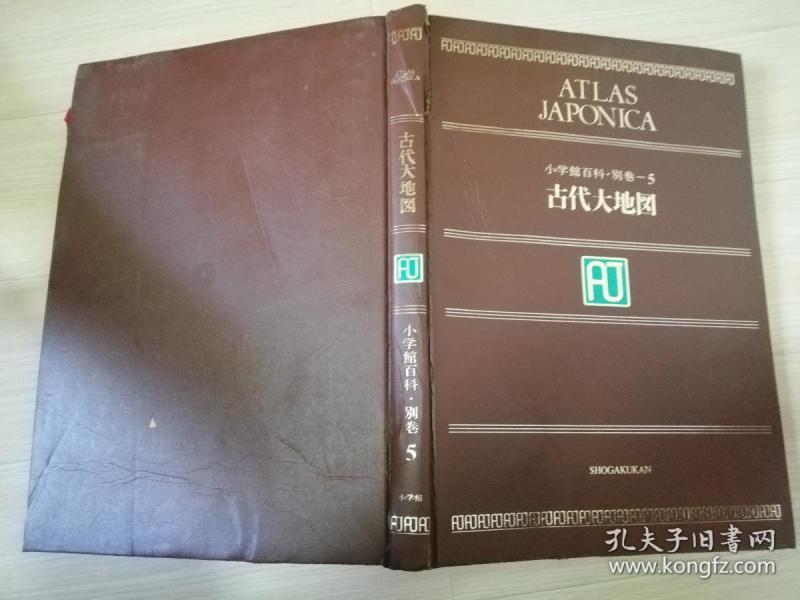 ATLAS
JAPONICA
小学館百科・別巻－5
古代大地図
AJ
SHOGAKUKAN
古代大地図
AJ
小学館百科・別巻 5
小学館
孔夫子旧书网
www.kongfz.com